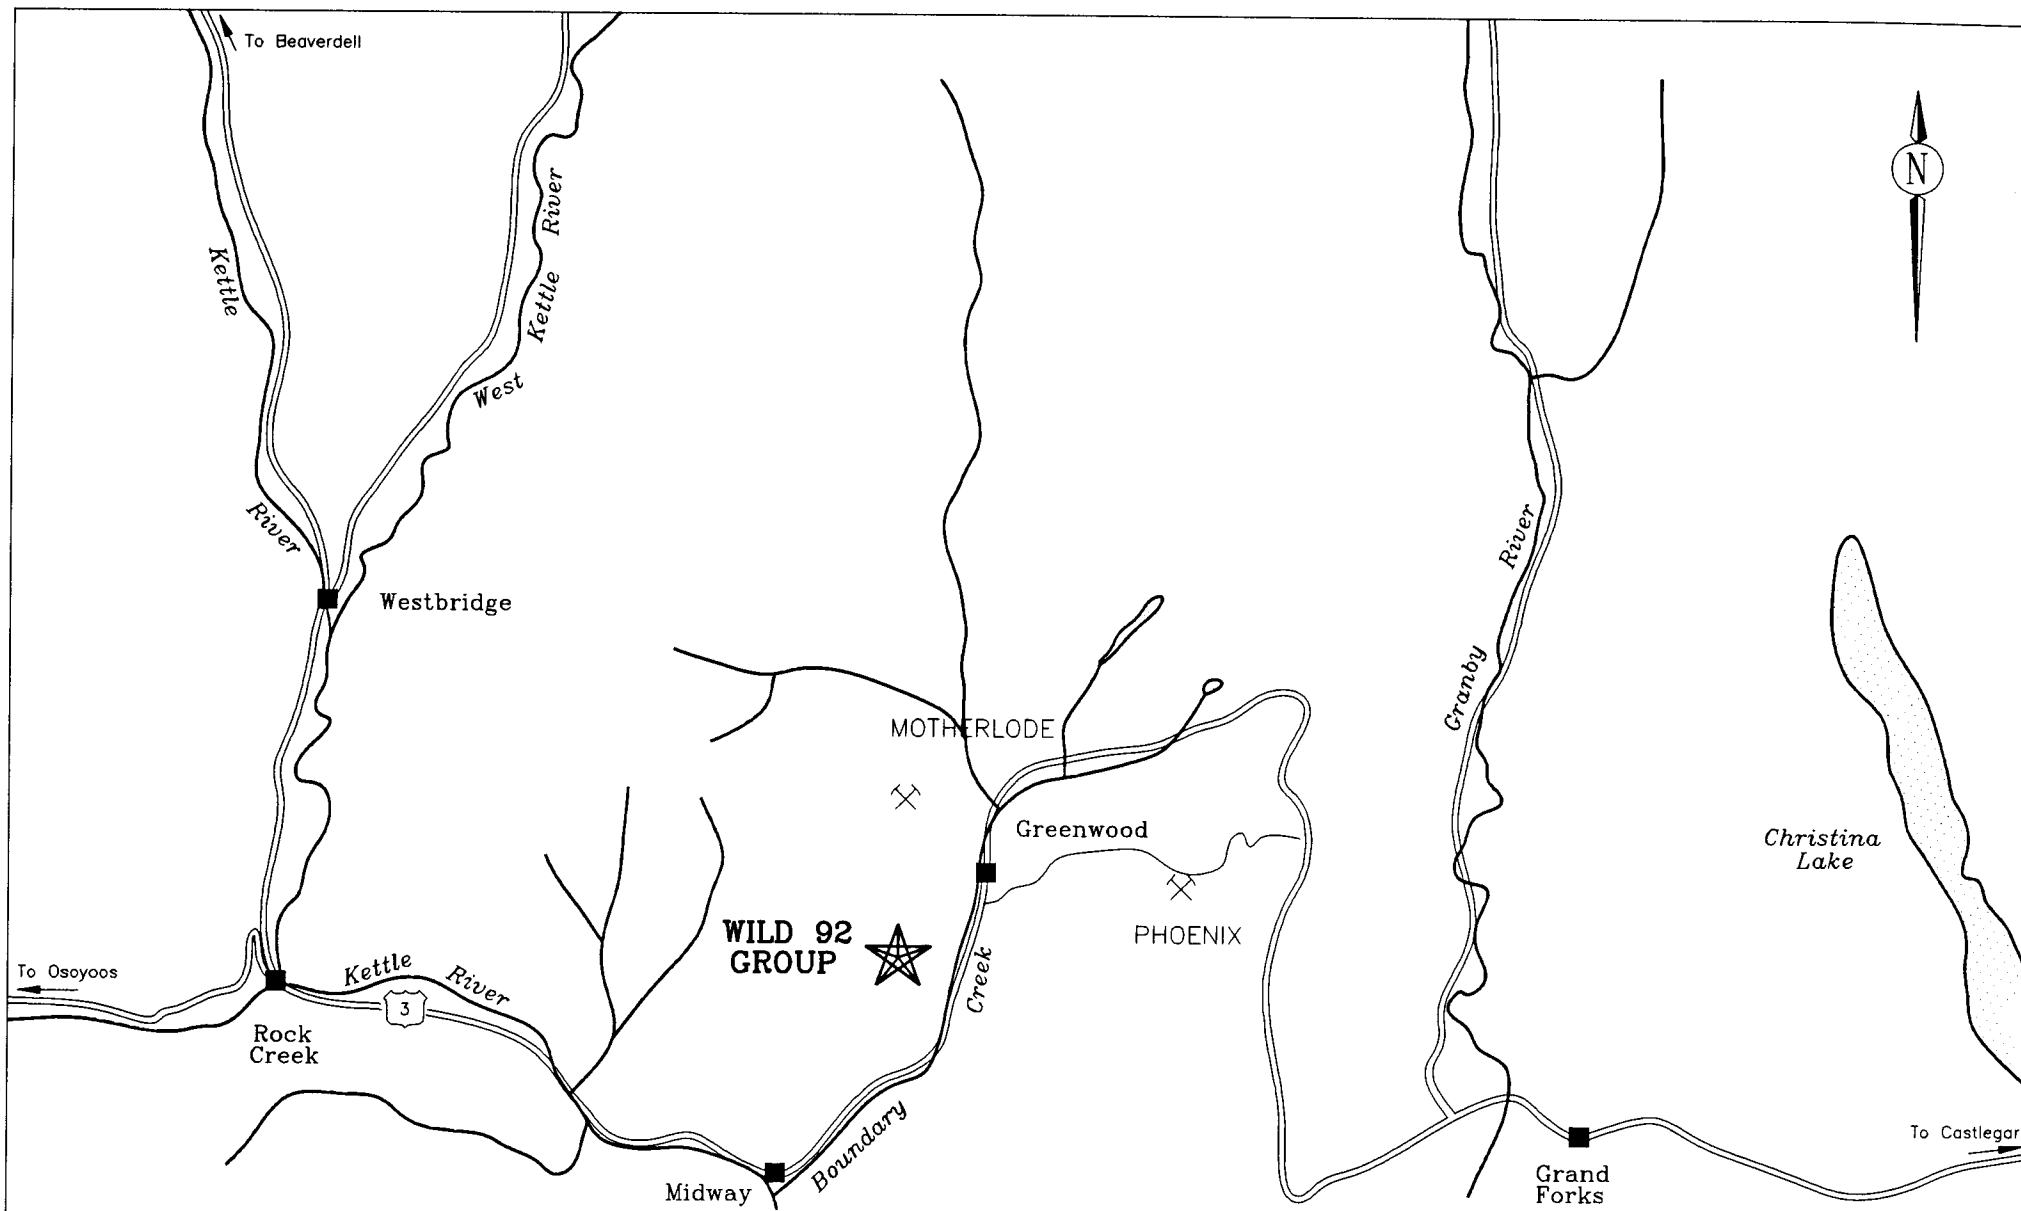 To Beaverdell
N
Kettle
River
West
Kettle
River
Westbridge
River
Granby
MOTHERLODE
Greenwood
Christina
Lake
WILD 92
GROUP
PHOENIX
To Osoyoos
Kettle
River
3
Creek
Boundary
Rock
Creek
Midway
To Castlegar
Grand
Forks